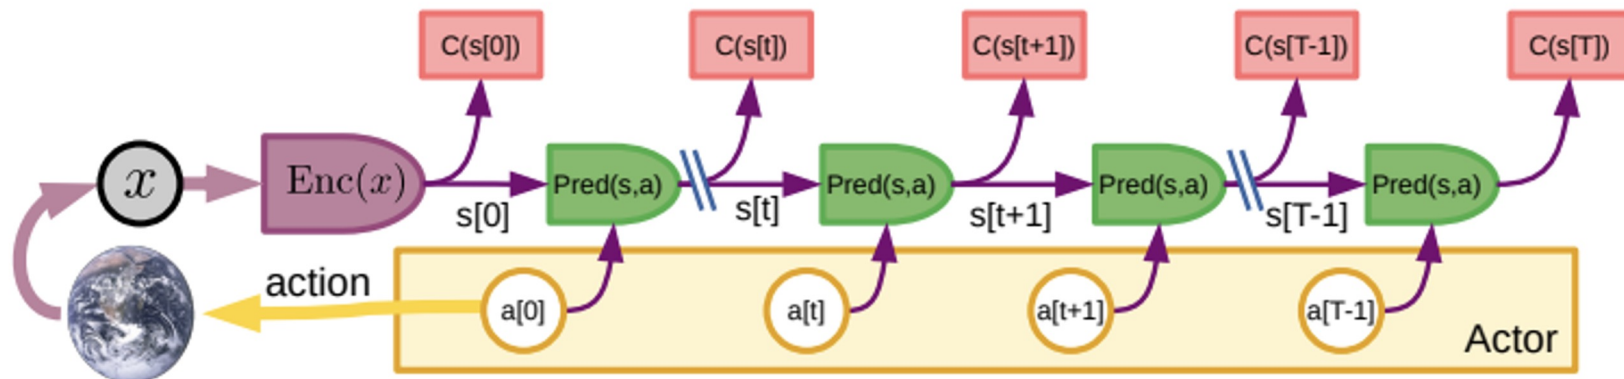 C(s[0])
C(s[t])
C(s[t+1])
C(s[T-1])
C(s[T])
x
Enc(x)
Pred(s,a)
Pred(s,a)
Pred(s,a)
Pred(s,a)
s[0]
s[t]
s[t+1]
s[T-1]
action
a[0]
a[t]
a[t+1]
a[T-1]
Actor